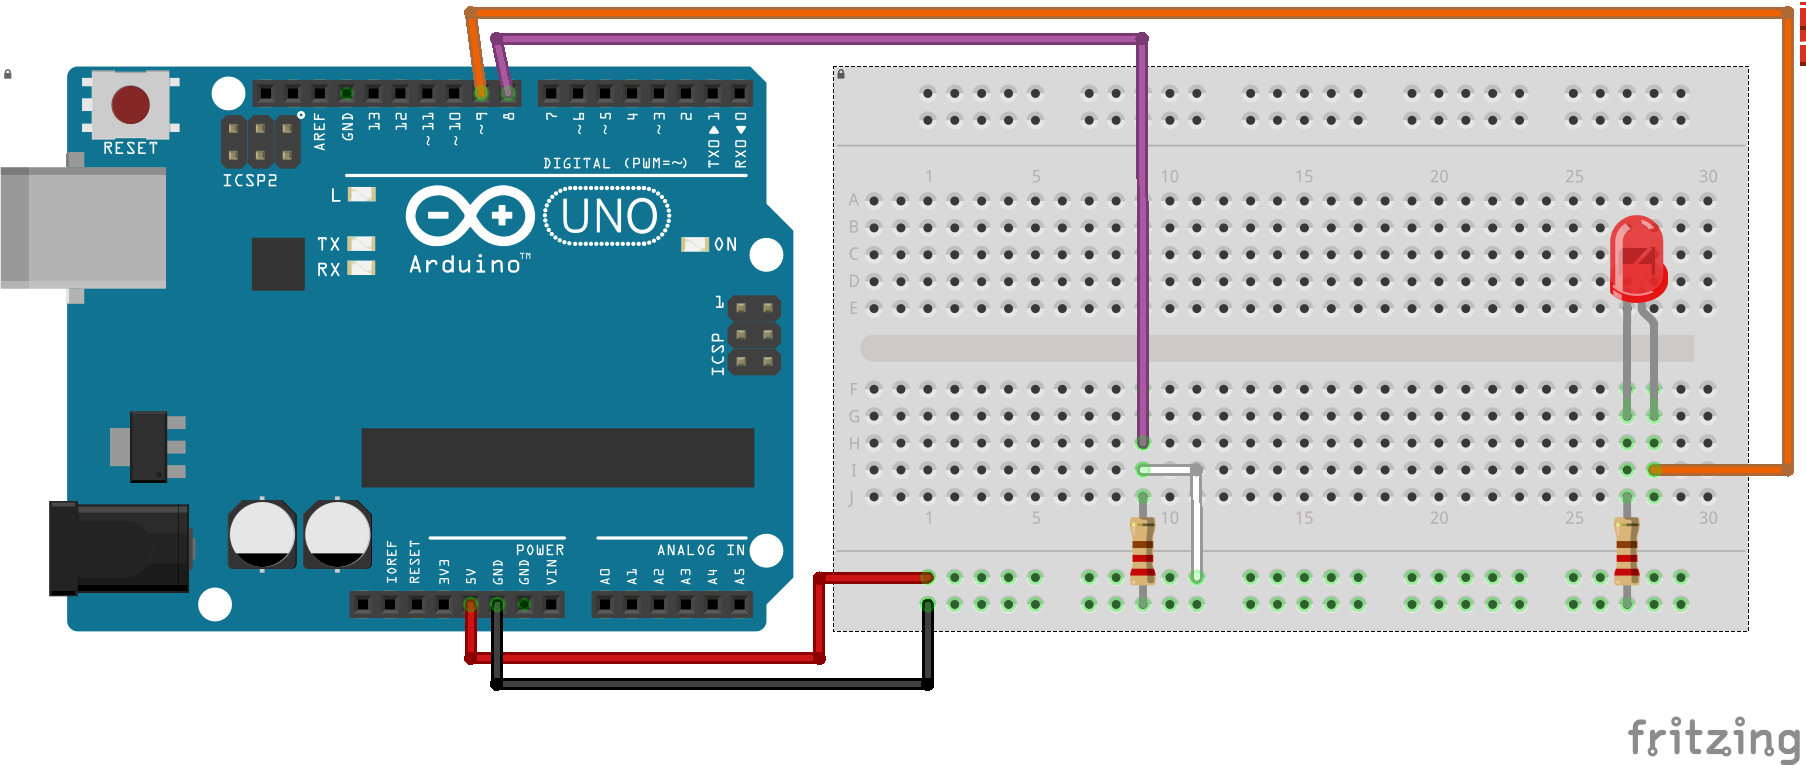 RESET
ICSP2
AREF
GND
13
12
~11
~10
~9
8
7
~6
~5
4
~3
2
TX0▶1
RX0◀0
DIGITAL (PWM=~)
L
TX
RX
UNO
Arduino™
ON
1
ICSP
IOREF
RESET
3V3
5V
GND
GND
VIN
POWER
ANALOG IN
A0
A1
A2
A3
A4
A5
1 5 10 15 20 25 30
A
B
C
D
E
F
G
H
I
J
1 5 10 15 20 25 30
fritzing